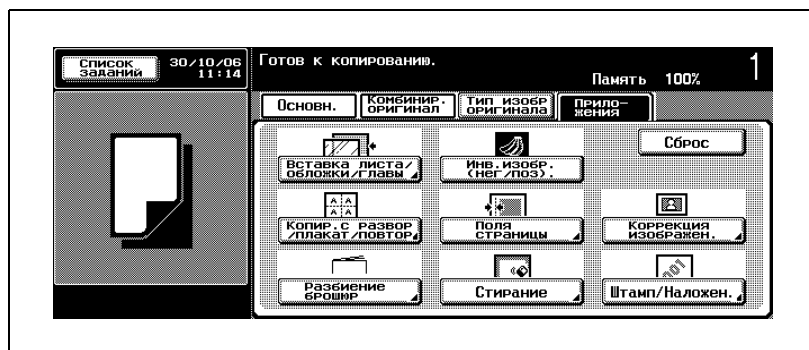 Список
заданий
30/10/06
11:14
Готов к копированию.
Память 100%
1
Основн.
Комбинир.
оригинал
Тип изобр
оригинала
Прило-
жения
Вставка листа/
обложки/главы
Инв.изобр.
(нег/поз).
Сброс
Копир.с развор
/плакат/повтор
Поля
страницы
Коррекция
изображен.
Разбиение
брошюр
Стирание
Штамп/Наложен.